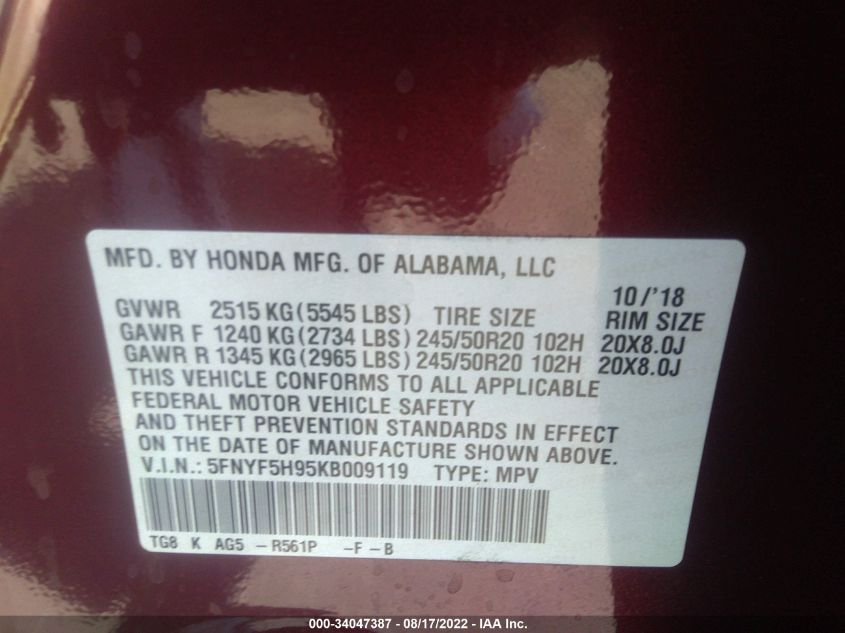 MFD. BY HONDA MFG. OF ALABAMA, LLC
10/'18
GVWR 2515 KG (5545 LBS) TIRE SIZE RIM SIZE
GAWR F 1240 KG (2734 LBS) 245/50R20 102H 20X8.0J
GAWR R 1345 KG (2965 LBS) 245/50R20 102H 20X8.0J
THIS VEHICLE CONFORMS TO ALL APPLICABLE
FEDERAL MOTOR VEHICLE SAFETY
AND THEFT PREVENTION STANDARDS IN EFFECT
ON THE DATE OF MANUFACTURE SHOWN ABOVE.
V.I.N.: 5FNYF5H95KB009119 TYPE: MPV
TG8 K AG5 -R561P -F-B
000-34047387 - 08/17/2022 - IAA Inc.